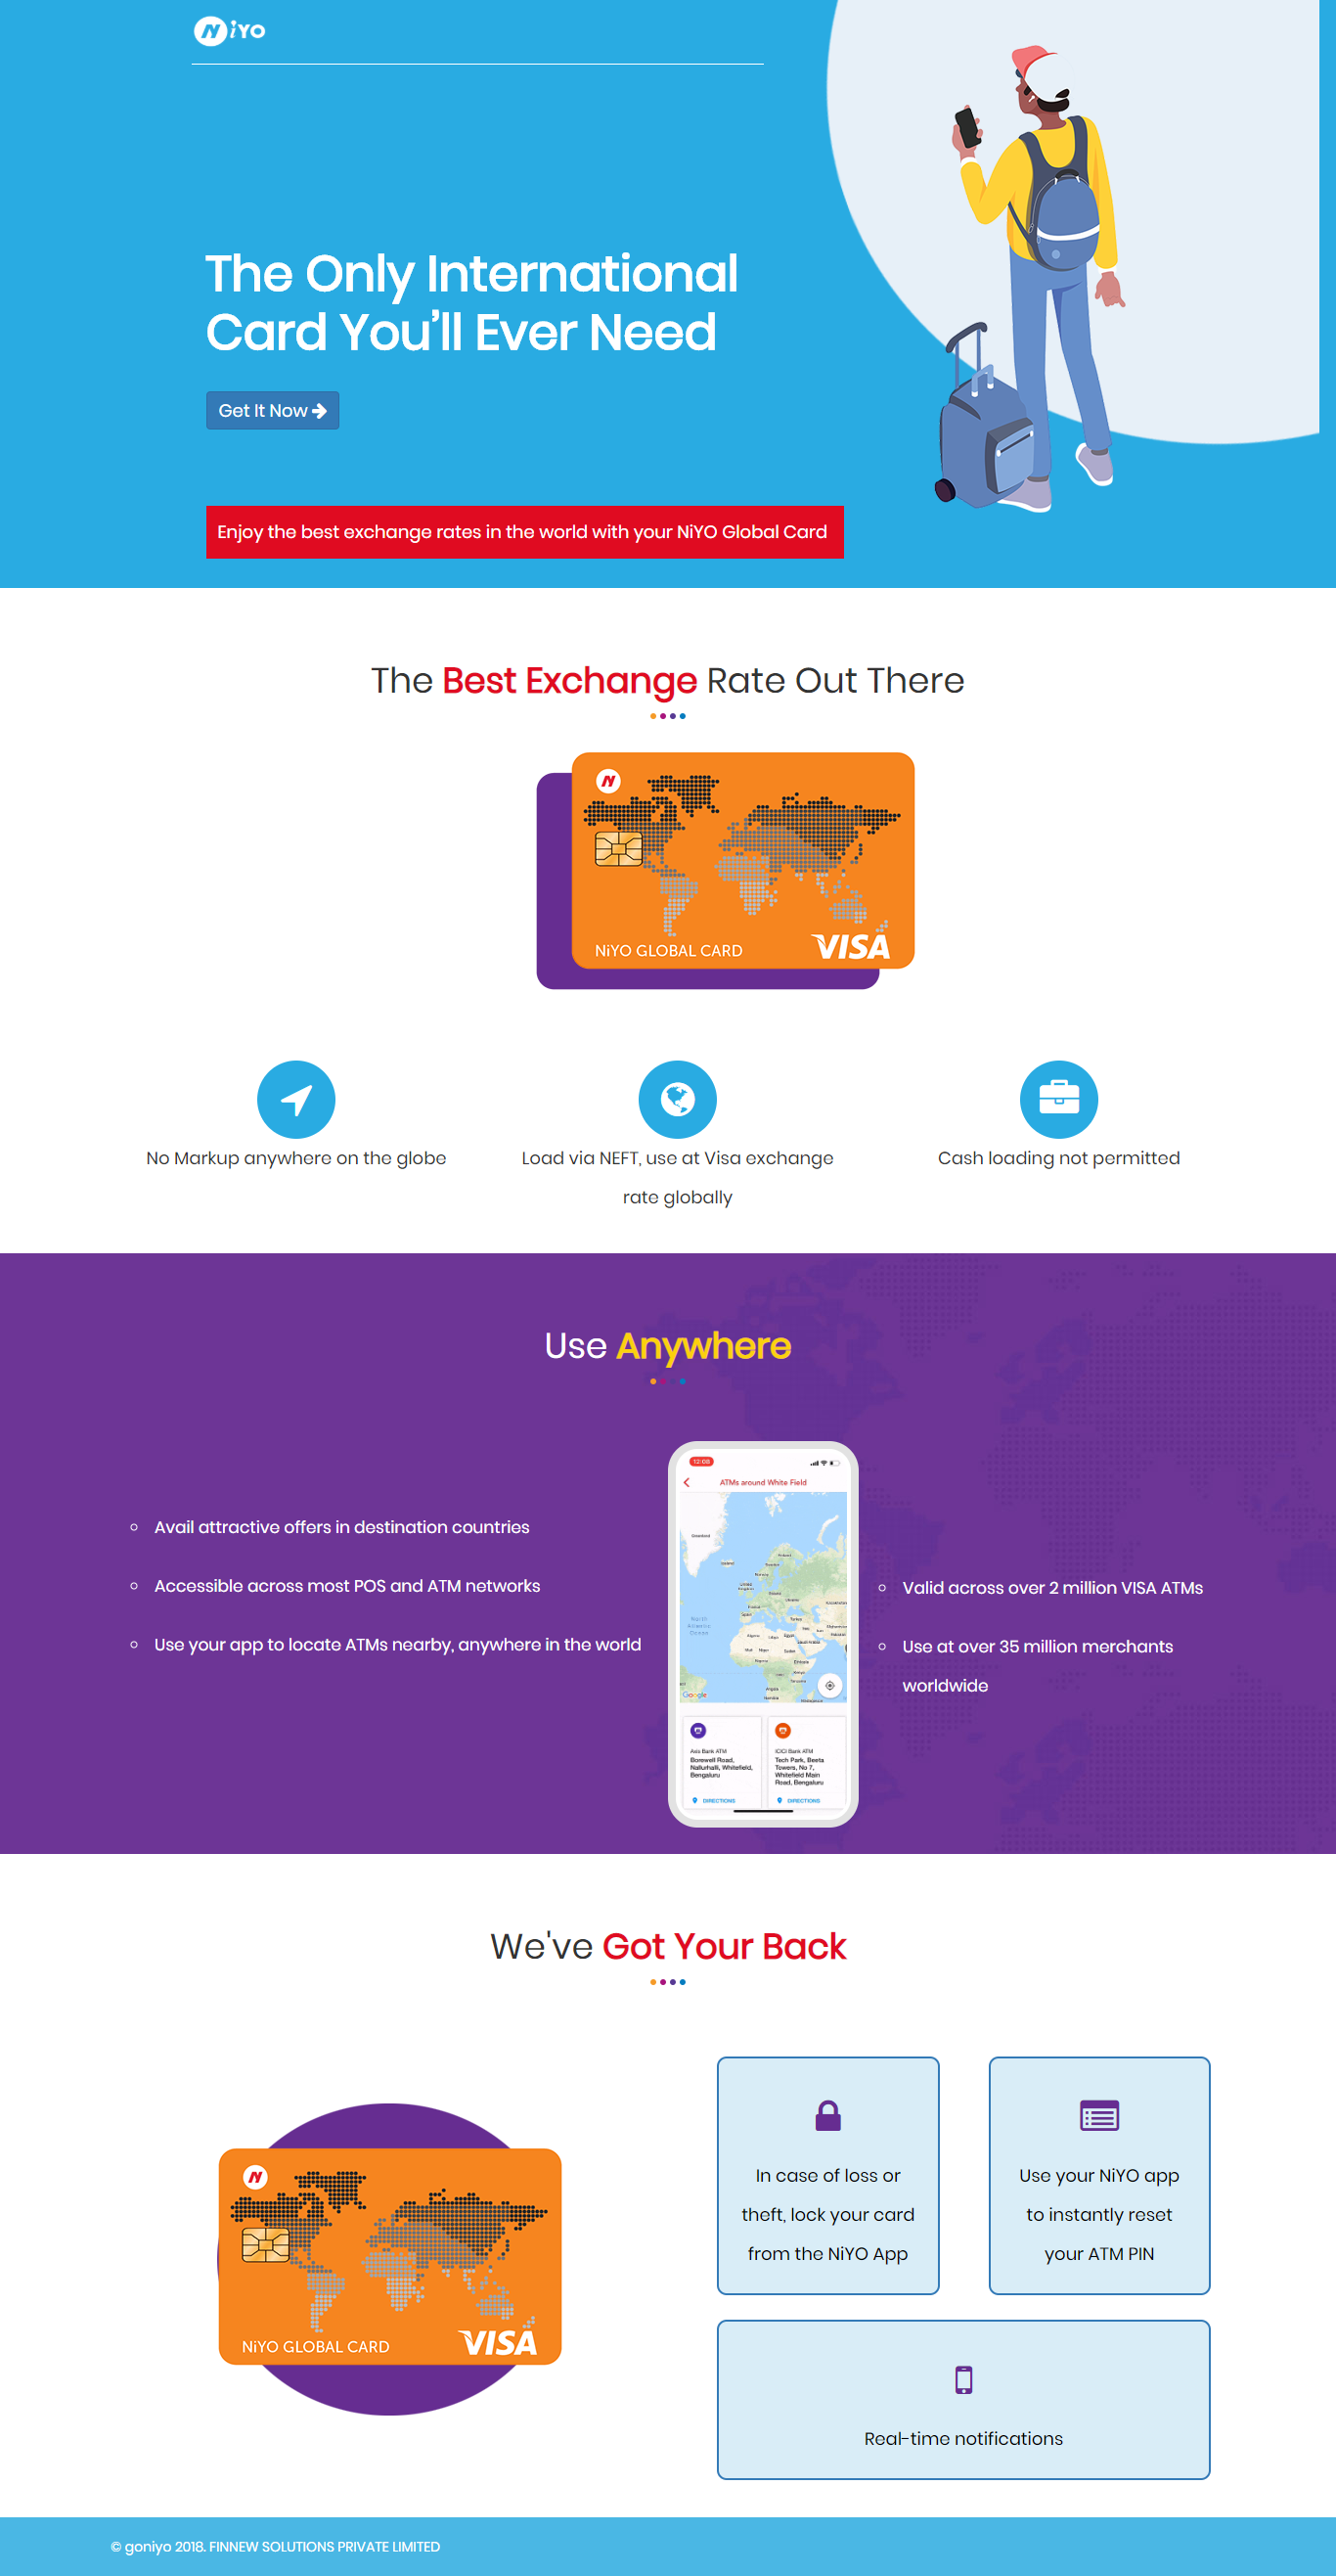 NiYO
The Only International
Card You’ll Ever Need
Get It Now
Enjoy the best exchange rates in the world with your NiYO Global Card
The Best Exchange Rate Out There
NiYO GLOBAL CARD
VISA
No Markup anywhere on the globe
Load via NEFT, use at Visa exchange
rate globally
Cash loading not permitted
Use Anywhere
Avail attractive offers in destination countries
Accessible across most POS and ATM networks
Use your app to locate ATMs nearby, anywhere in the world
12:08
ATMs around White Field
Google
Axis Bank ATM
Borewell Road,
Nallurhalli, Whitefield,
Bengaluru
DIRECTIONS
ICICI Bank ATM
Tech Park, Beeta
Towers, No 7,
Whitefield Main
Road, Bengaluru
DIRECTIONS
Valid across over 2 million VISA ATMs
Use at over 35 million merchants
worldwide
We've Got Your Back
NiYO GLOBAL CARD
VISA
In case of loss or
theft, lock your card
from the NiYO App
Use your NiYO app
to instantly reset
your ATM PIN
Real-time notifications
© goniyo 2018. FINNEW SOLUTIONS PRIVATE LIMITED